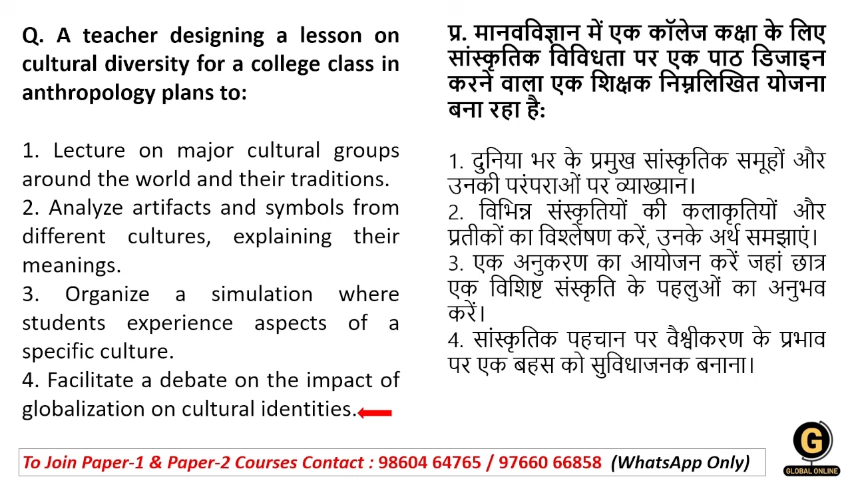 Q. A teacher designing a lesson on
cultural diversity for a college class in
anthropology plans to:
1. Lecture on major cultural groups
around the world and their traditions.
2. Analyze artifacts and symbols from
different cultures, explaining their
meanings.
3. Organize a simulation where
students experience aspects of a
specific culture.
4. Facilitate a debate on the impact of
globalization on cultural identities.
प्र. मानवविज्ञान में एक कॉलेज कक्षा के लिए
सांस्कृतिक विविधता पर एक पाठ डिजाइन
करने वाला एक शिक्षक निम्नलिखित योजना
बना रहा है:
1. दुनिया भर के प्रमुख सांस्कृतिक समूहों और
उनकी परंपराओं पर व्याख्यान।
2. विभिन्न संस्कृतियों की कलाकृतियों और
प्रतीकों का विश्लेषण करें, उनके अर्थ समझाएं।
3. एक अनुकरण का आयोजन करें जहां छात्र
एक विशिष्ट संस्कृति के पहलुओं का अनुभव
करें।
4. सांस्कृतिक पहचान पर वैश्वीकरण के प्रभाव
पर एक बहस को सुविधाजनक बनाना।
To Join Paper-1 & Paper-2 Courses Contact : 98604 64765 / 97660 66858 (WhatsApp Only)
G
GLOBAL ONLINE